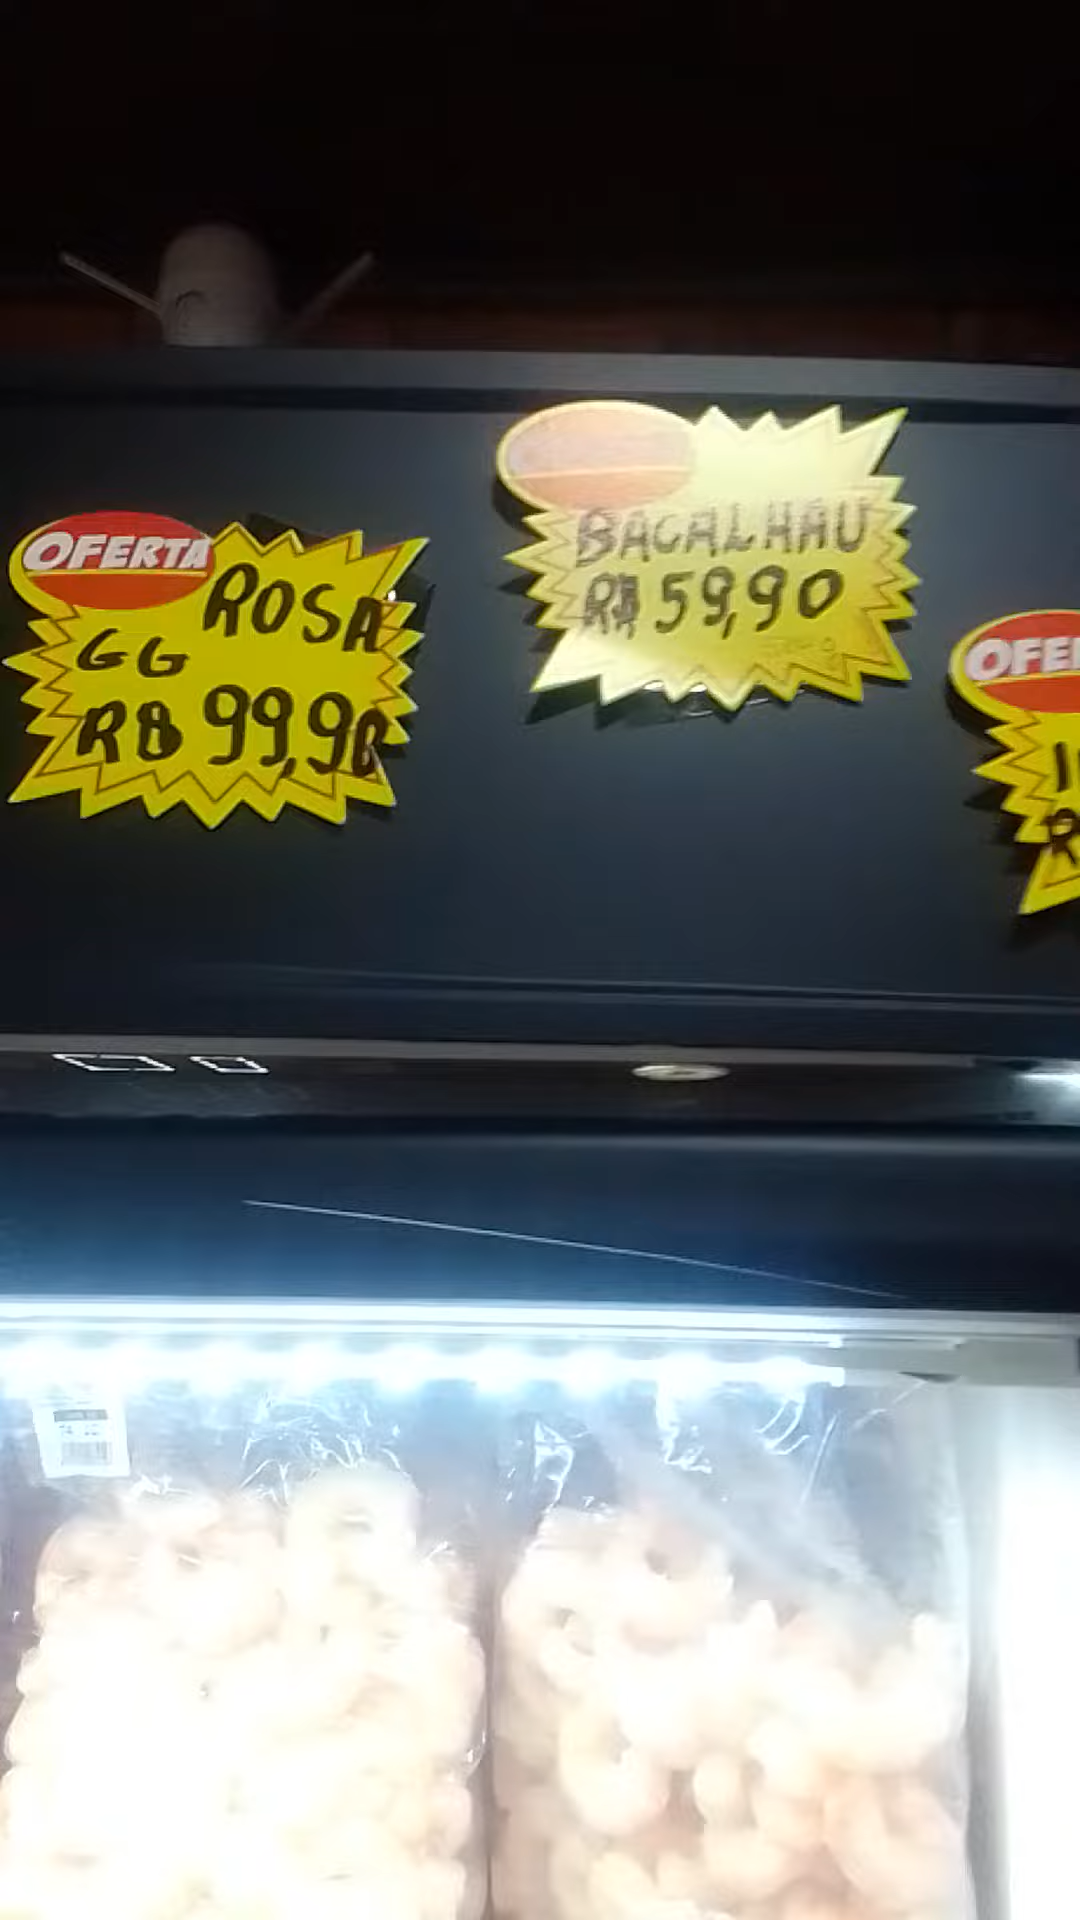 OFERTA
ROSA
GG
R$ 99,90
BACALHAU
R$ 59,90
OFE
R